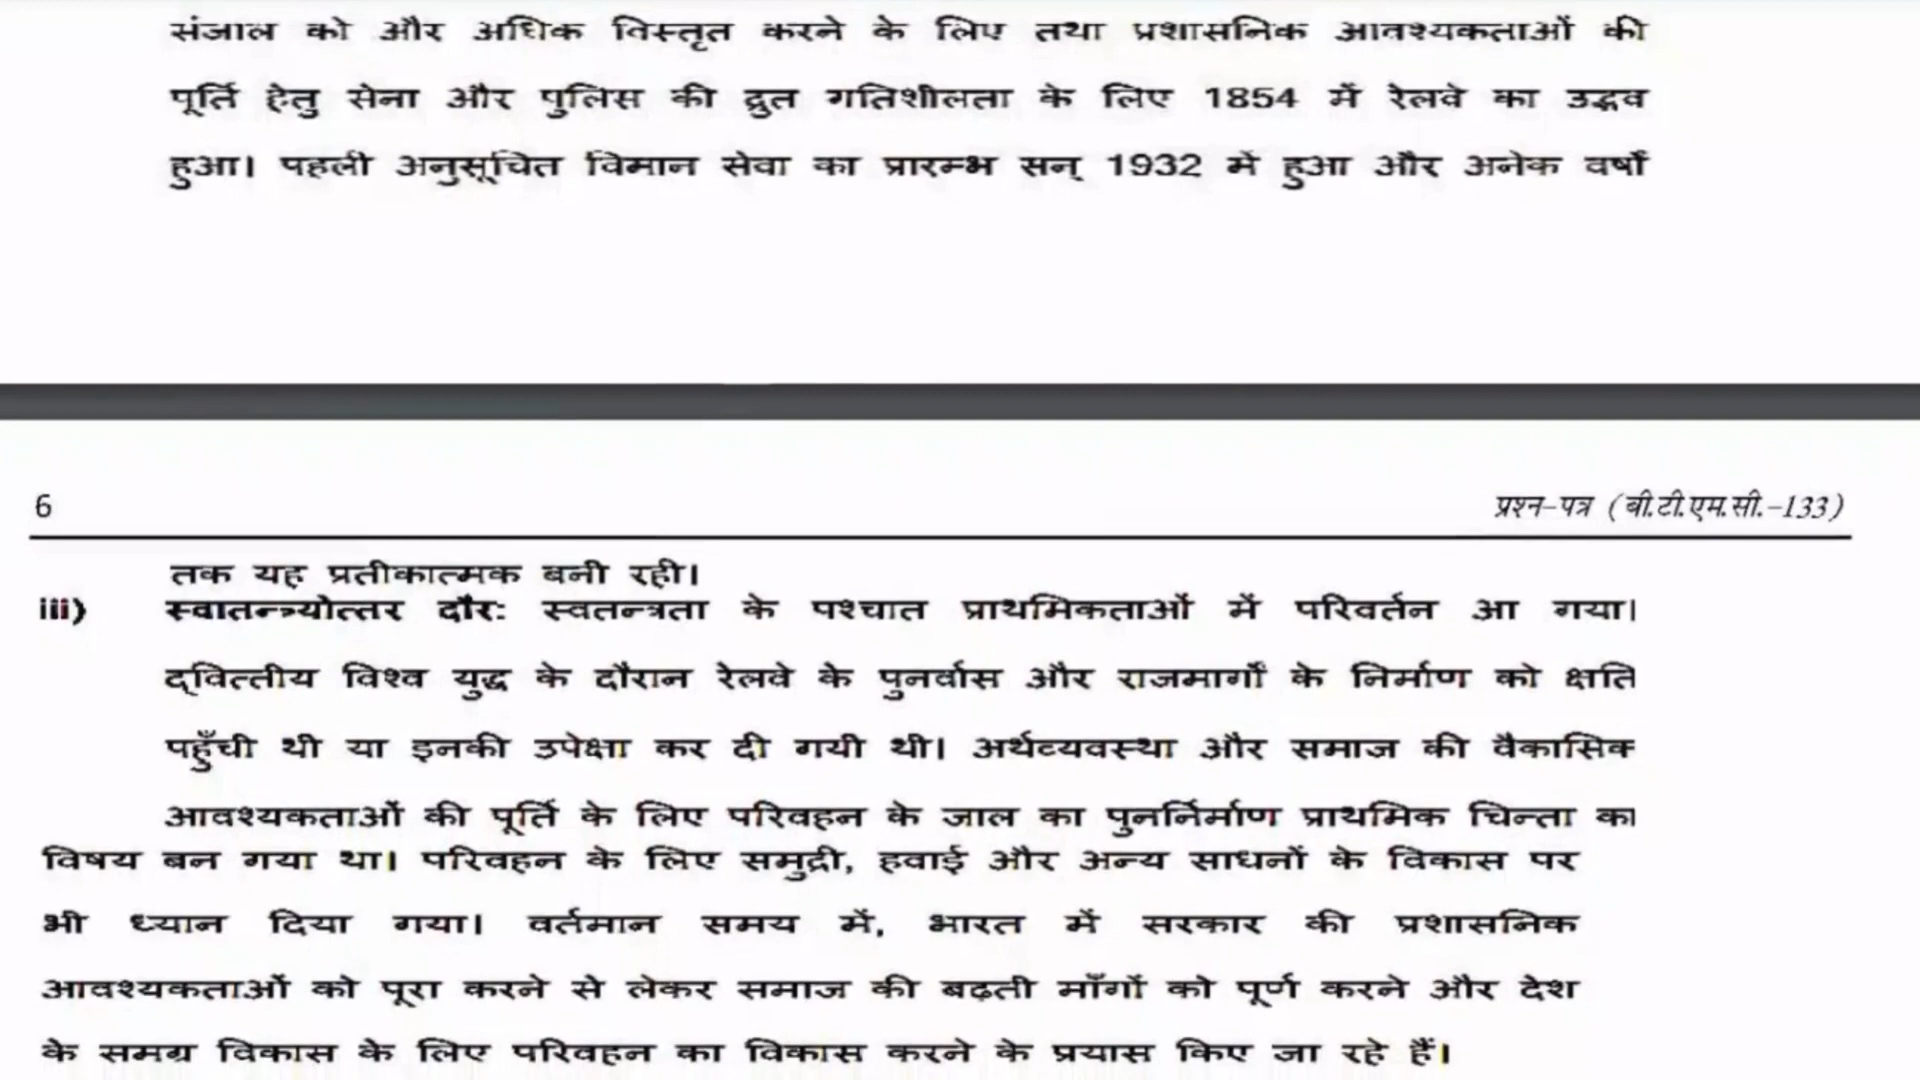 संजाल को और अधिक विस्तृत करने के लिए तथा प्रशासनिक आवश्यकताओं की
पूर्ति हेतु सेना और पुलिस की द्रुत गतिशीलता के लिए 1854 में रेलवे का उद्भव
हुआ। पहली अनुसूचित विमान सेवा का प्रारम्भ सन् 1932 में हुआ और अनेक वर्षों
6 प्रश्न-पत्र (बी.टी.एम.सी.-133)
तक यह प्रतीकात्मक बनी रही।
iii) स्वातन्त्र्योत्तर दौर: स्वतन्त्रता के पश्चात प्राथमिकताओं में परिवर्तन आ गया।
द्वित्तीय विश्व युद्ध के दौरान रेलवे के पुनर्वास और राजमार्गों के निर्माण को क्षति
पहुँची थी या इनकी उपेक्षा कर दी गयी थी। अर्थव्यवस्था और समाज की वैकासिक
आवश्यकताओं की पूर्ति के लिए परिवहन के जाल का पुनर्निर्माण प्राथमिक चिन्ता का
विषय बन गया था। परिवहन के लिए समुद्री, हवाई और अन्य साधनों के विकास पर
भी ध्यान दिया गया। वर्तमान समय में, भारत में सरकार की प्रशासनिक
आवश्यकताओं को पूरा करने से लेकर समाज की बढ़ती माँगों को पूर्ण करने और देश
के समग्र विकास के लिए परिवहन का विकास करने के प्रयास किए जा रहे हैं।